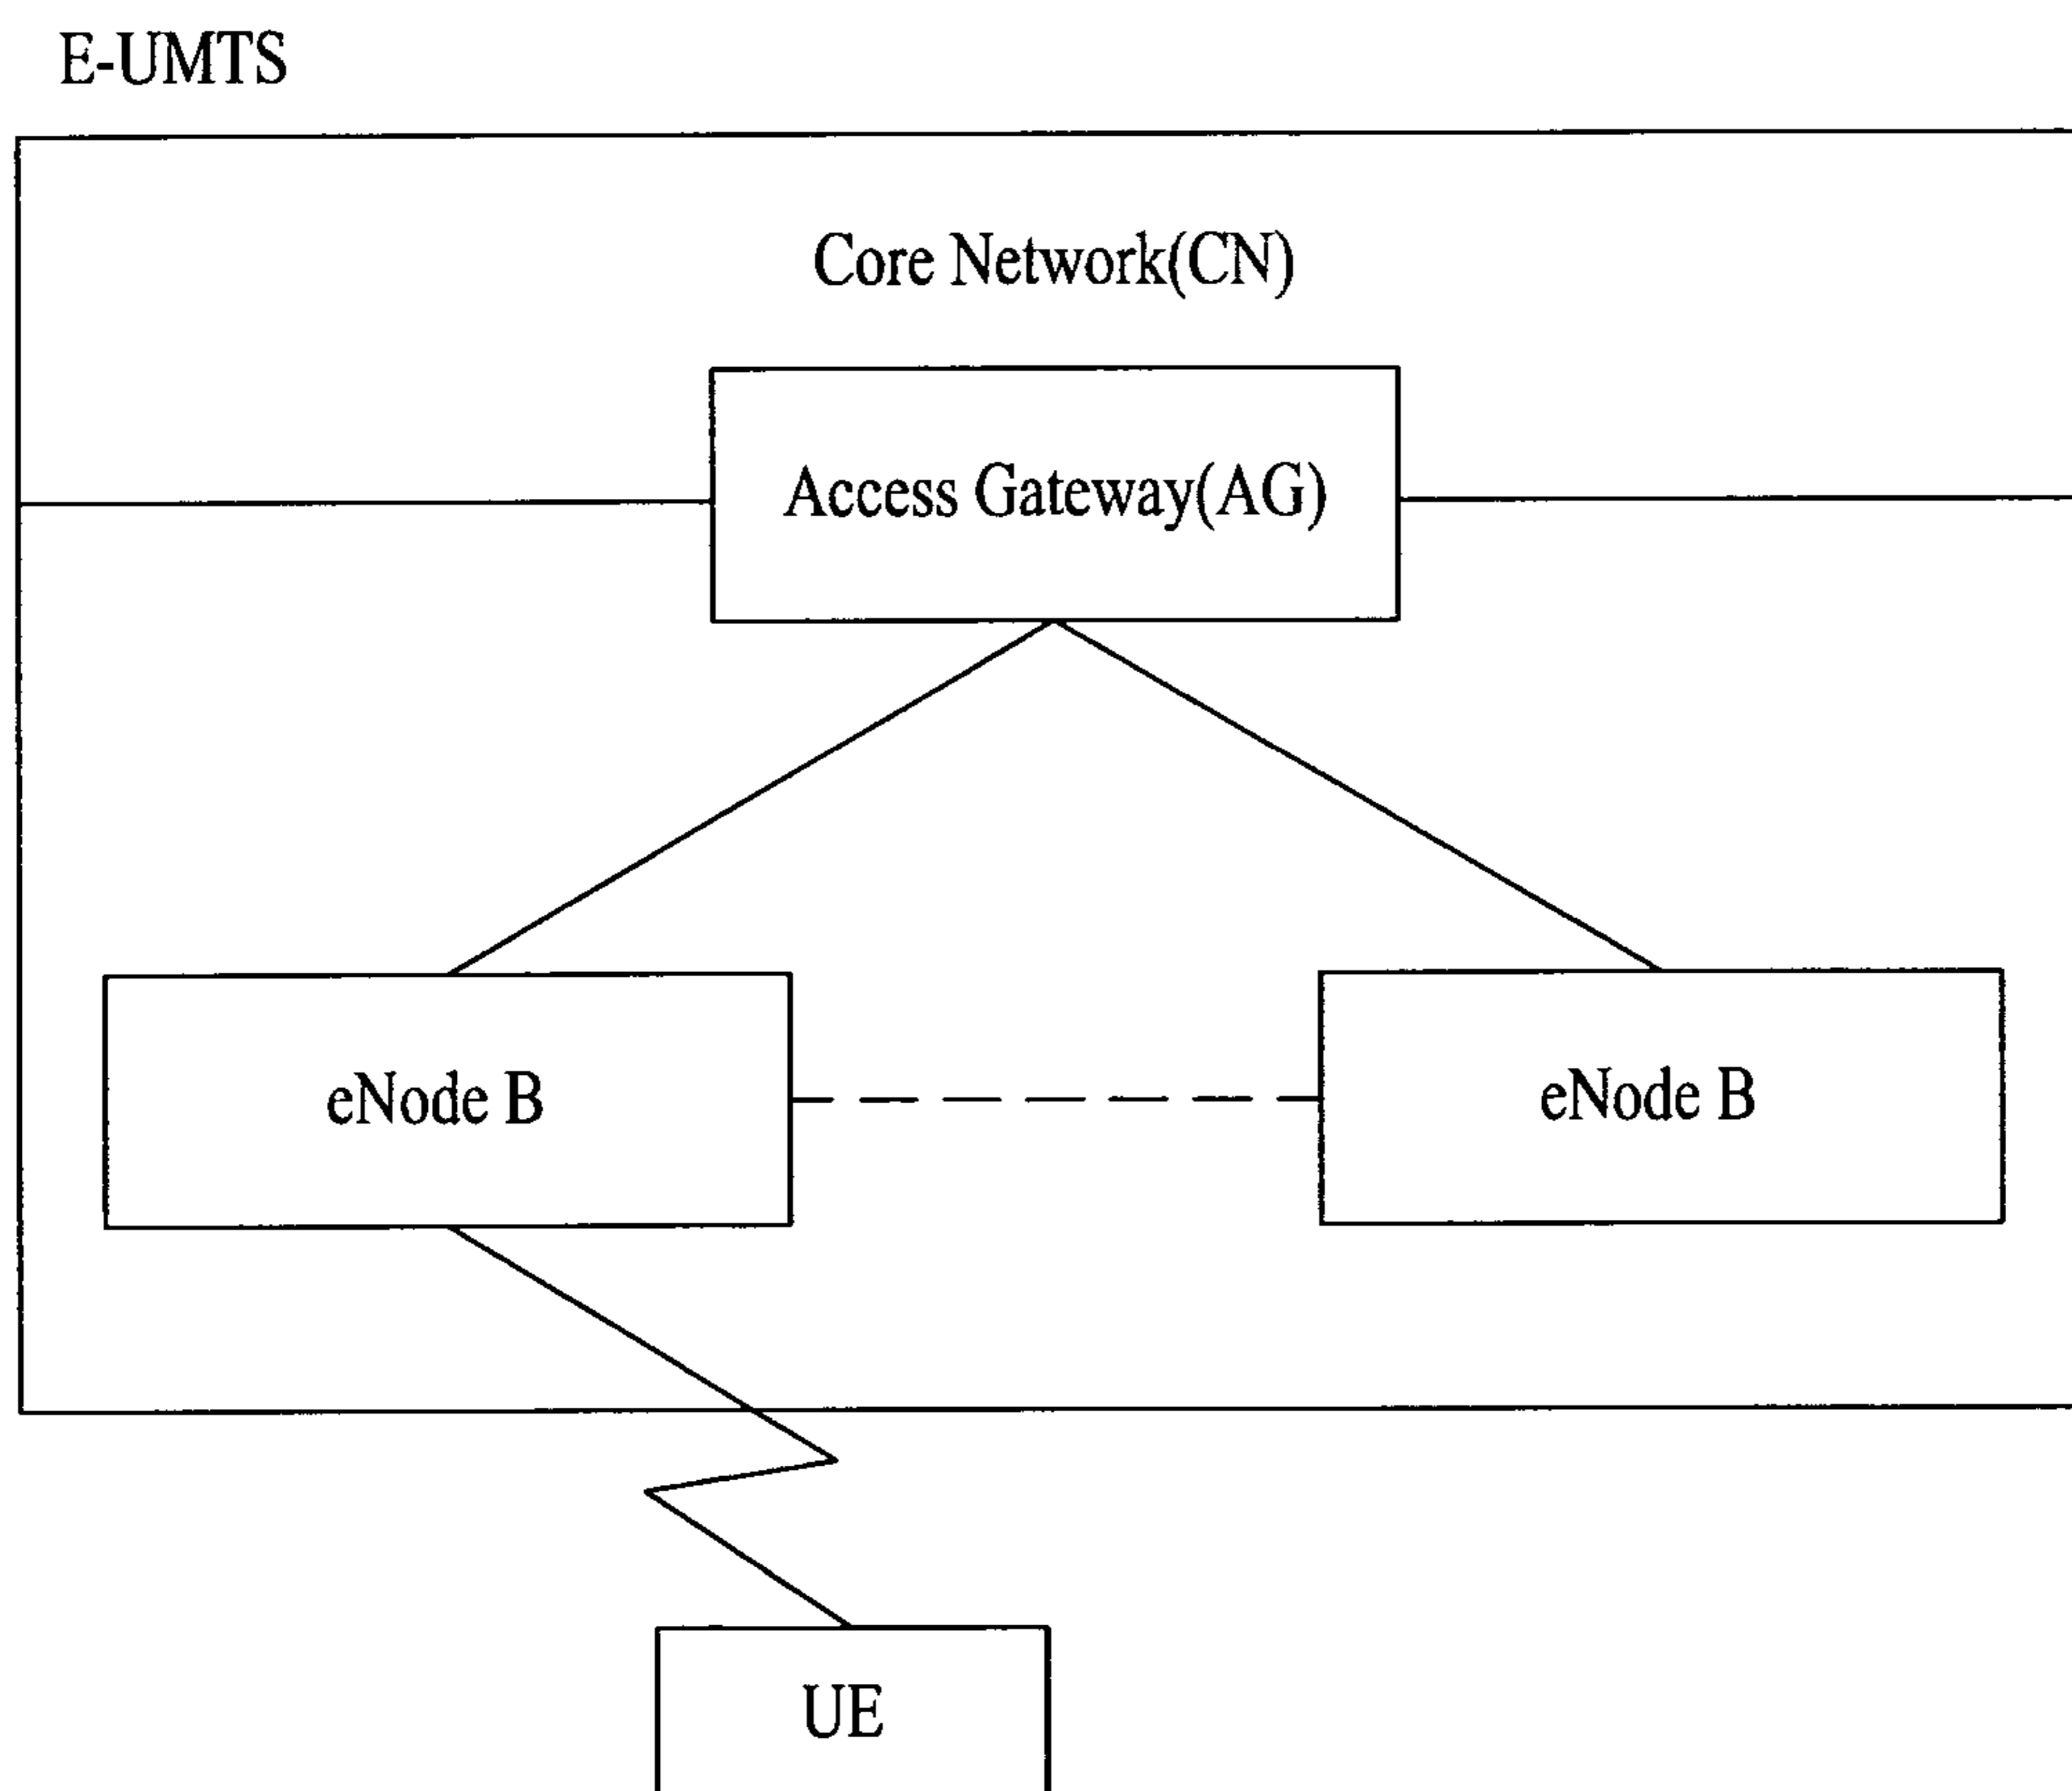 E-UMTS
Core Network(CN)
Access Gateway(AG)
eNode B
eNode B
UE